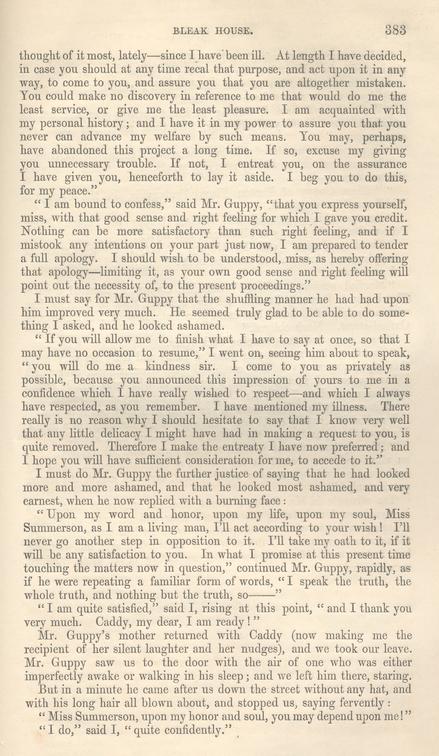 BLEAK HOUSE. 383
thought of it most, lately—since I have been ill. At length I have decided,
in case you should at any time recal that purpose, and act upon it in any
way, to come to you, and assure you that you are altogether mistaken.
You could make no discovery in reference to me that would do me the
least service, or give me the least pleasure. I am acquainted with
my personal history; and I have it in my power to assure you that you
never can advance my welfare by such means. You may, perhaps,
have abandoned this project a long time. If so, excuse my giving
you unnecessary trouble. If not, I entreat you, on the assurance
I have given you, henceforth to lay it aside. I beg you to do this,
for my peace."
"I am bound to confess," said Mr. Guppy, "that you express yourself,
miss, with that good sense and right feeling for which I gave you credit.
Nothing can be more satisfactory than such right feeling, and if I
mistook any intentions on your part just now, I am prepared to tender
a full apology. I should wish to be understood, miss, as hereby offering
that apology—limiting it, as your own good sense and right feeling will
point out the necessity of, to the present proceedings."
I must say for Mr. Guppy that the shuffling manner he had had upon
him improved very much. He seemed truly glad to be able to do some-
thing I asked, and he looked ashamed.
"If you will allow me to finish what I have to say at once, so that I
may have no occasion to resume," I went on, seeing him about to speak,
"you will do me a kindness sir. I come to you as privately as
possible, because you announced this impression of yours to me in a
confidence which I have really wished to respect—and which I always
have respected, as you remember. I have mentioned my illness. There
really is no reason why I should hesitate to say that I know very well
that any little delicacy I might have had in making a request to you, is
quite removed. Therefore I make the entreaty I have now preferred; and
I hope you will have sufficient consideration for me, to accede to it."
I must do Mr. Guppy the further justice of saying that he had looked
more and more ashamed, and that he looked most ashamed, and very
earnest, when he now replied with a burning face:
"Upon my word and honor, upon my life, upon my soul, Miss
Summerson, as I am a living man, I'll act according to your wish! I'll
never go another step in opposition to it. I'll take my oath to it, if it
will be any satisfaction to you. In what I promise at this present time
touching the matters now in question," continued Mr. Guppy, rapidly, as
if he were repeating a familiar form of words, "I speak the truth, the
whole truth, and nothing but the truth, so——"
"I am quite satisfied," said I, rising at this point, "and I thank you
very much. Caddy, my dear, I am ready!"
Mr. Guppy's mother returned with Caddy (now making me the
recipient of her silent laughter and her nudges), and we took our leave.
Mr. Guppy saw us to the door with the air of one who was either
imperfectly awake or walking in his sleep; and we left him there, staring.
But in a minute he came after us down the street without any hat, and
with his long hair all blown about, and stopped us, saying fervently:
"Miss Summerson, upon my honor and soul, you may depend upon me!"
"I do," said I, "quite confidently."